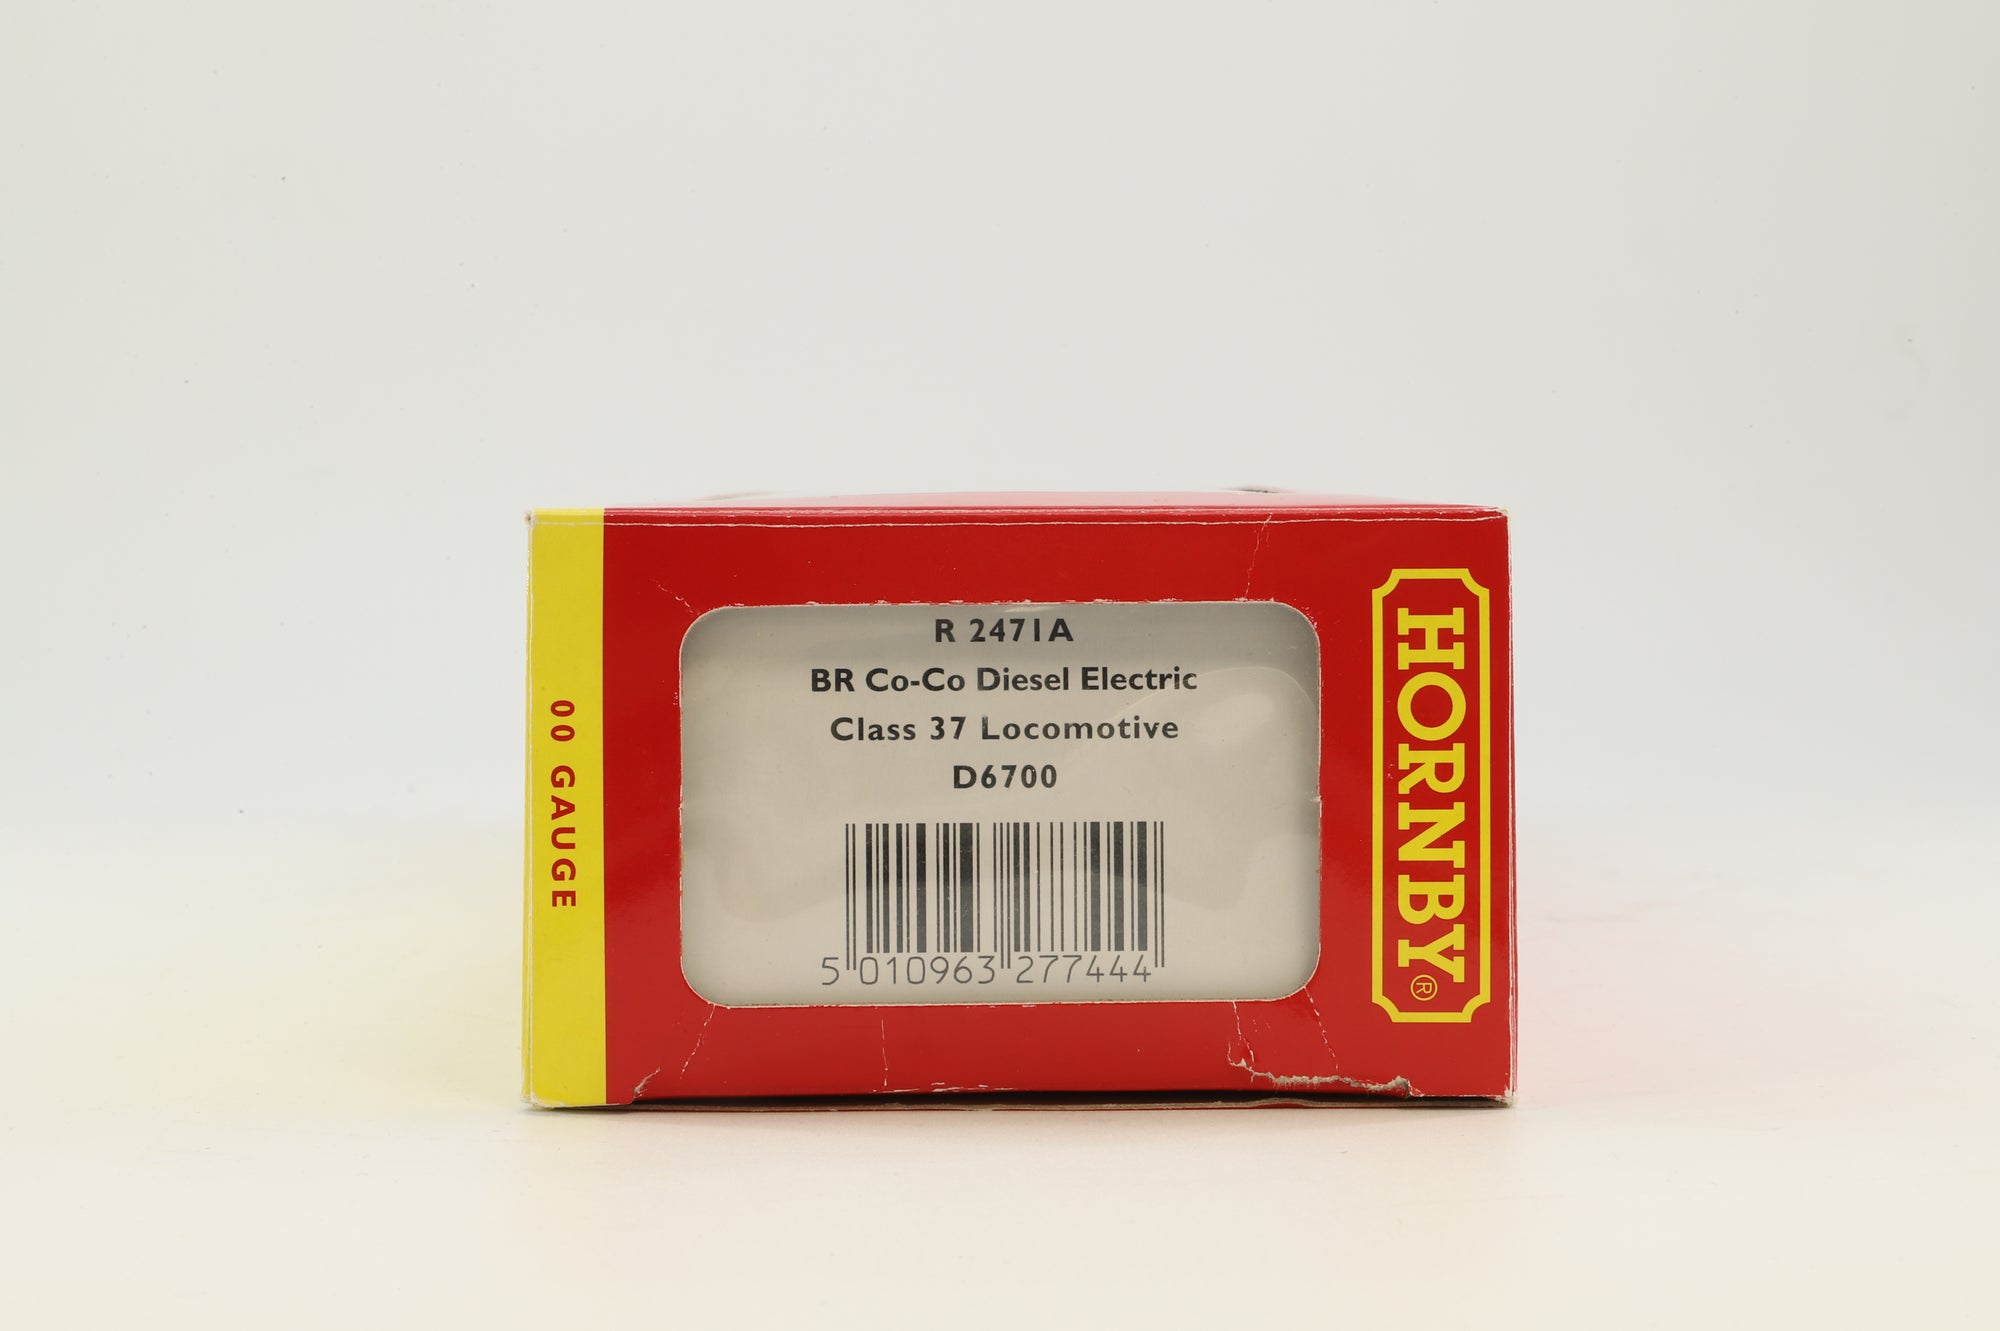 00 GAUGE
R 2471A
BR Co-Co Diesel Electric
Class 37 Locomotive
D6700
5 010963 277444
HORNBY®